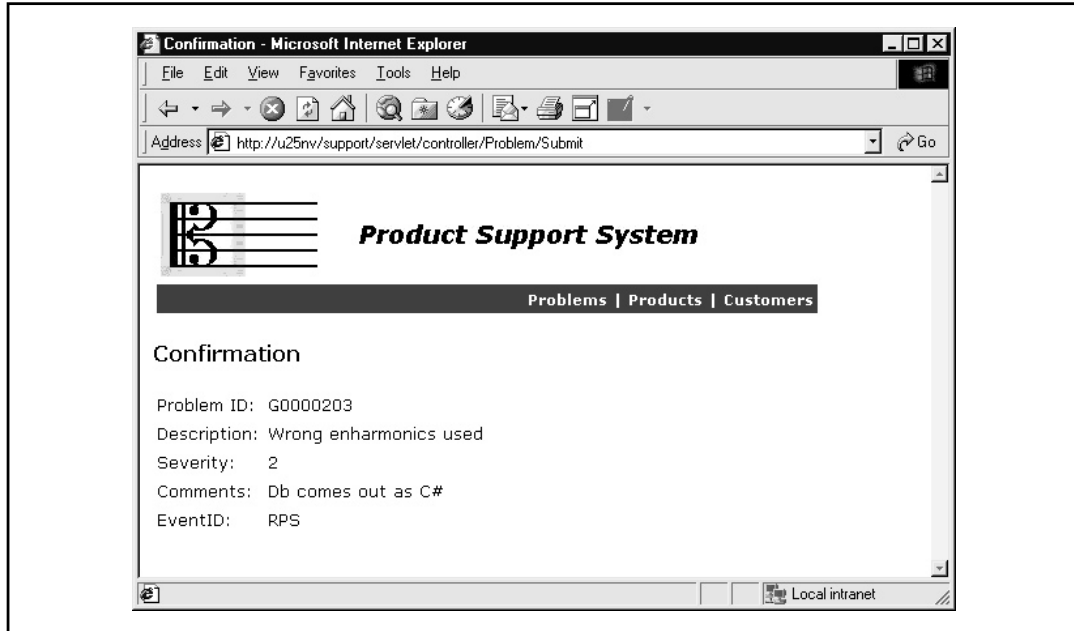 Confirmation - Microsoft Internet Explorer
File Edit View Favorites Tools Help
Address http://u25nv/support/servlet/controller/Problem/Submit Go
Product Support System
Problems | Products | Customers
Confirmation
Problem ID: G0000203
Description: Wrong enharmonics used
Severity: 2
Comments: Db comes out as C#
EventID: RPS
Local intranet